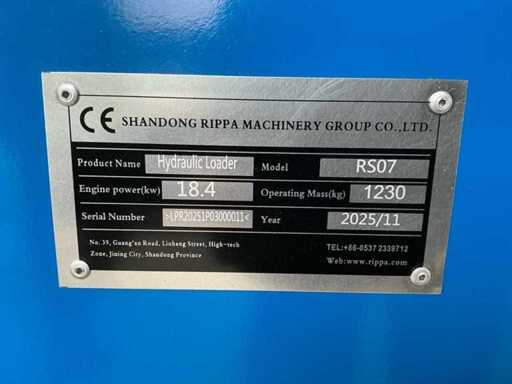 CE SHANDONG RIPPA MACHINERY GROUP CO.,LTD.
Product Name Hydraulic Loader Model RS07
Engine power(kw) 18.4 Operating Mass(kg) 1230
Serial Number >LPR202S1P03000011< Year 2025/11
No. 39, Guang'an Road, Liuhang Street, High-tech
Zone, Jining City, Shandong Province
TEL:+86-0537 2339712
Web:www.rippa.com